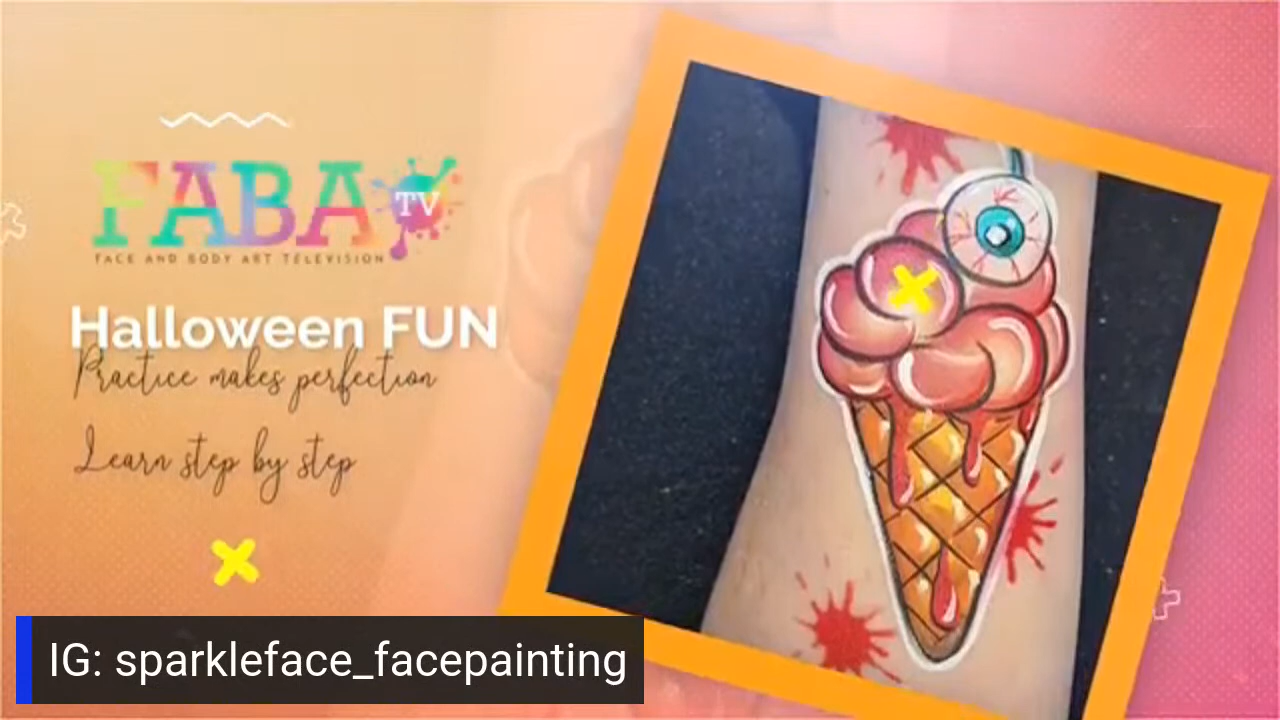 FABA TV
FACE AND BODY ART TELEVISION
Halloween FUN
Practice makes perfection
Learn step by step
IG: sparkleface_facepainting